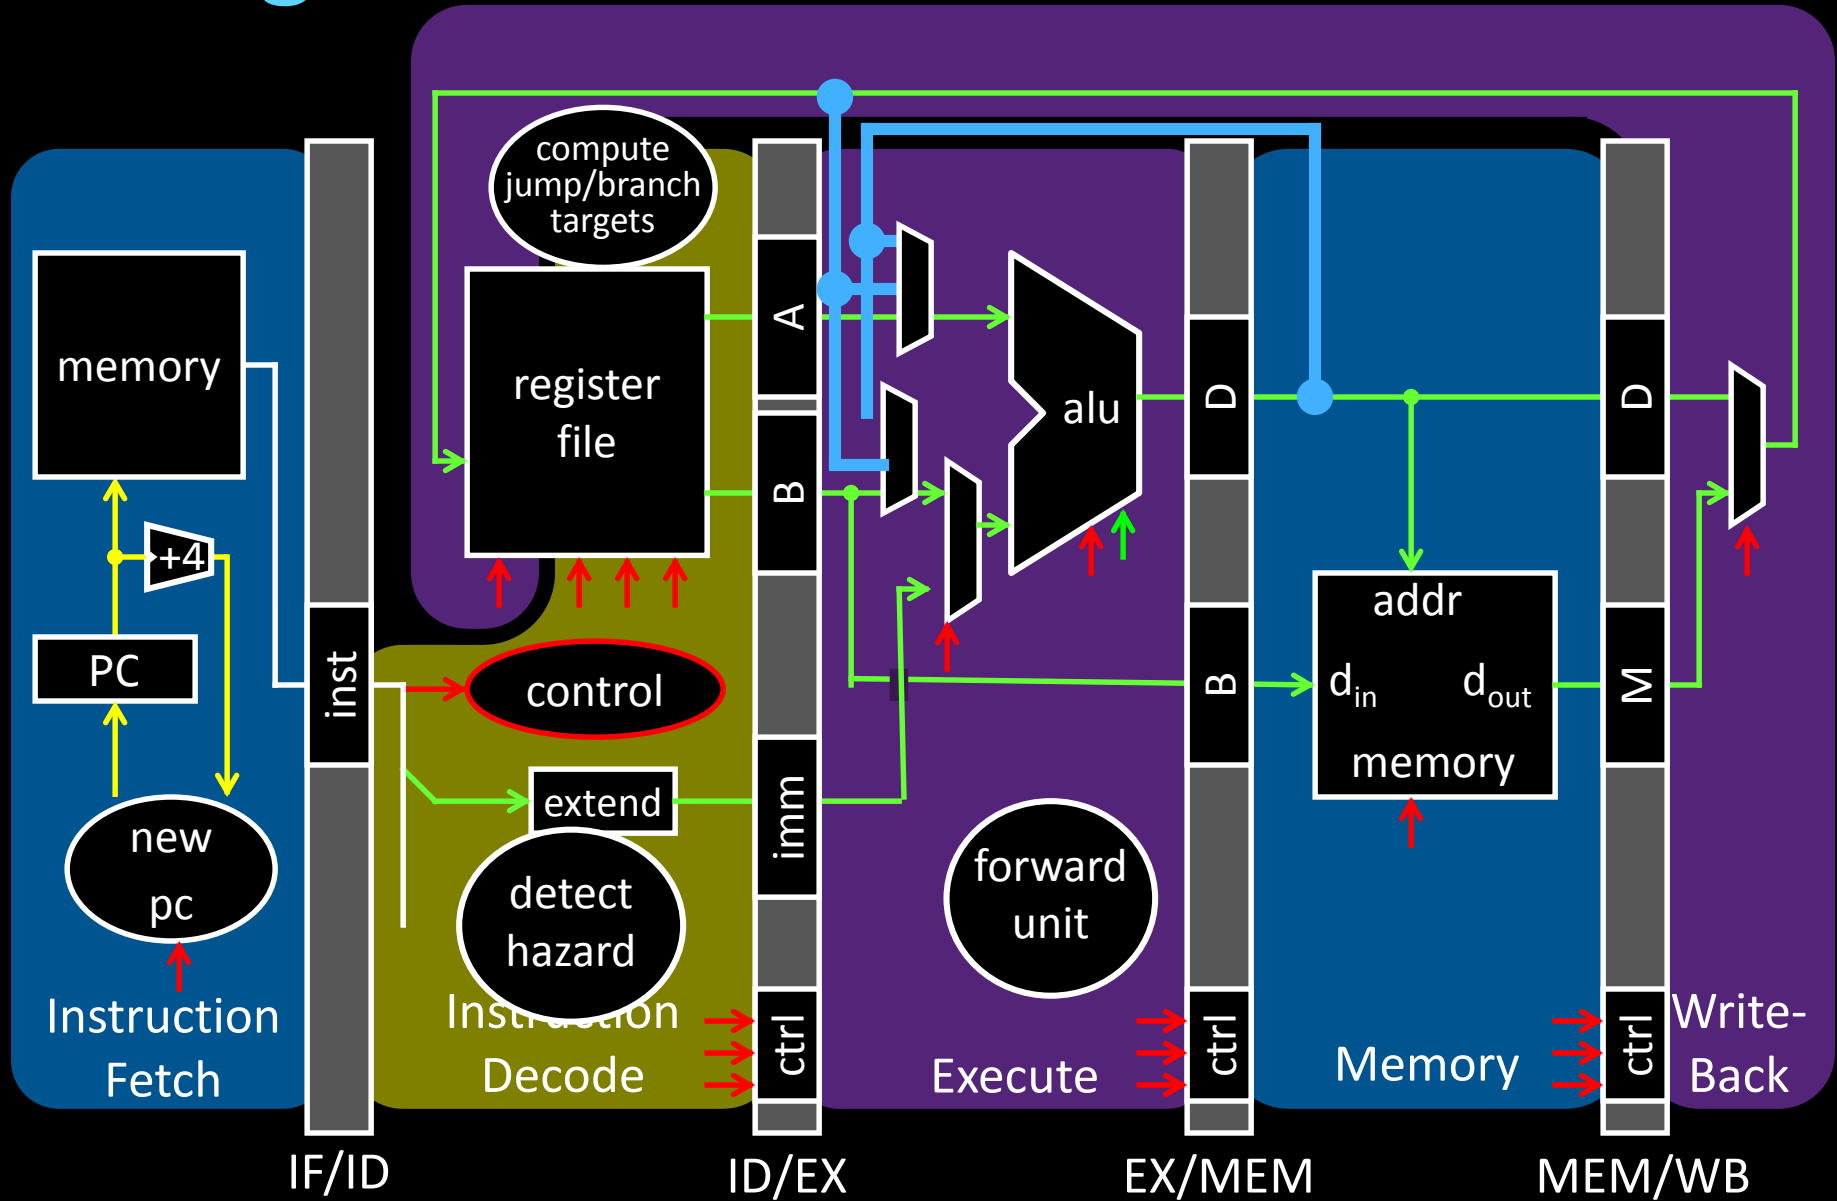 compute
jump/branch
targets
memory
register
file
A
B
alu
D
D
+4
addr
PC
inst
control
B
din
dout
M
memory
extend
imm
new
pc
detect
hazard
forward
unit
Instruction
Fetch
Instruction
Decode
ctrl
Execute
ctrl
Memory
ctrl
Write-
Back
IF/ID
ID/EX
EX/MEM
MEM/WB